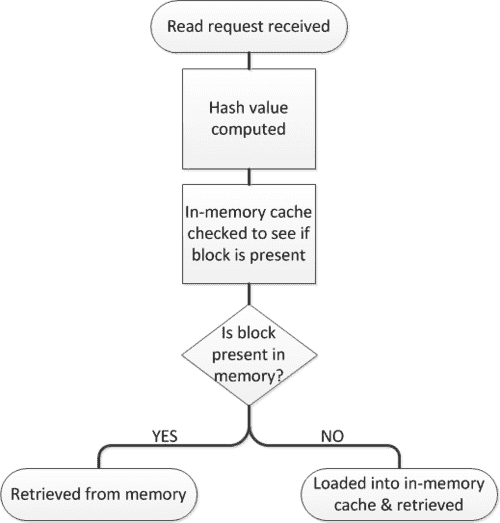 Read request received
Hash value
computed
In-memory cache
checked to see if
block is present
Is block
present in
memory?
YES
NO
Retrieved from memory
Loaded into in-memory
cache & retrieved